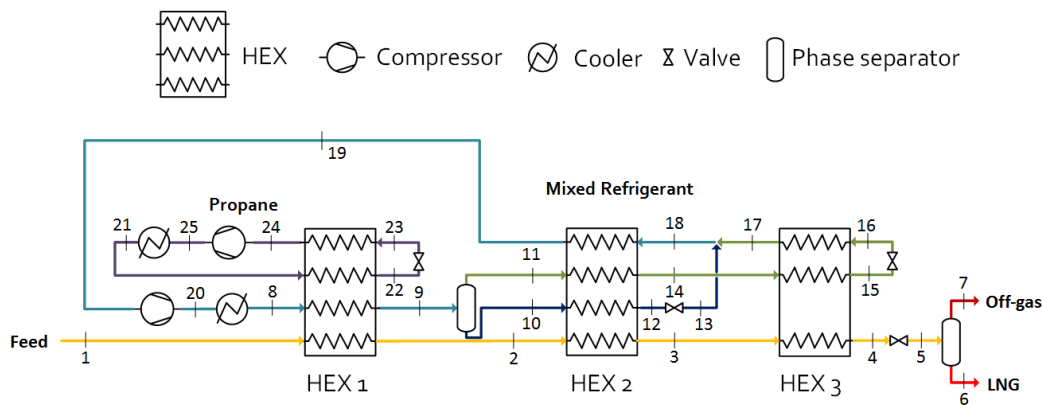 HEX Compressor Cooler Valve Phase separator
19
Mixed Refrigerant
Propane
21 25 24 23 18 17 16
11
20 8 22 9 14 15 7
Off-gas
10 12 13
Feed
1 2 3 4 5
LNG
6
HEX 1 HEX 2 HEX 3